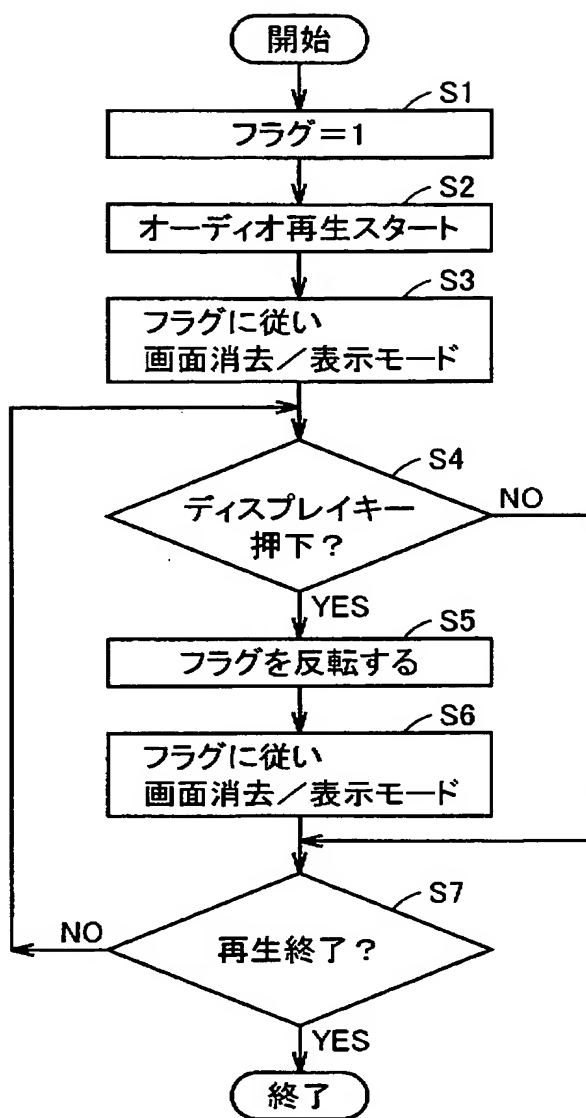 開始
S1
フラグ=1
S2
オーディオ再生スタート
S3
フラグに従い
画面消去/表示モード
S4
ディスプレイキー
押下?
NO
YES
S5
フラグを反転する
S6
フラグに従い
画面消去/表示モード
S7
再生終了?
NO
YES
終了